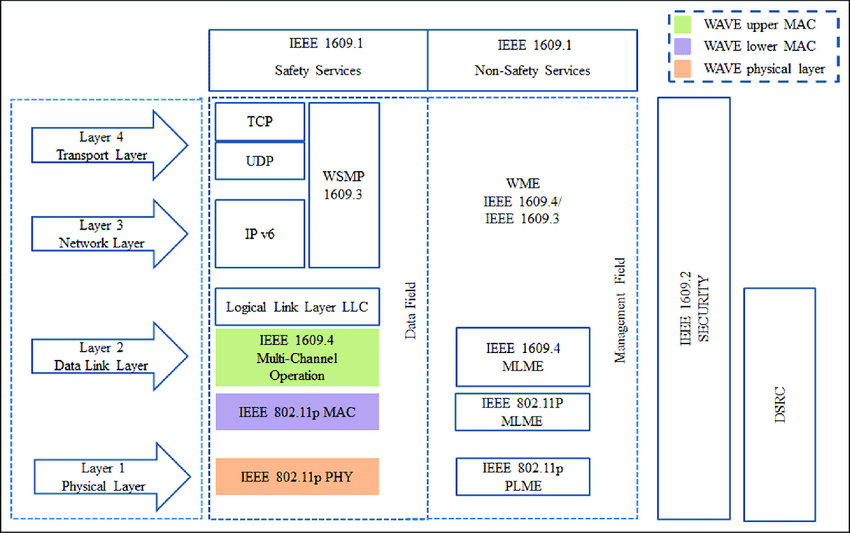 WAVE upper MAC
WAVE lower MAC
WAVE physical layer
IEEE 1609.1
Safety Services
IEEE 1609.1
Non-Safety Services
Layer 4
Transport Layer
Layer 3
Network Layer
Layer 2
Data Link Layer
Layer 1
Physical Layer
TCP
UDP
WSMP
1609.3
IP v6
Logical Link Layer LLC
IEEE 1609.4
Multi-Channel
Operation
IEEE 802.11p MAC
IEEE 802.11p PHY
Data Field
WME
IEEE 1609.4/
IEEE 1609.3
IEEE 1609.4
MLME
IEEE 802.11P
MLME
IEEE 802.11p
PLME
Management Field
IEEE 1609.2
SECURITY
DSRC